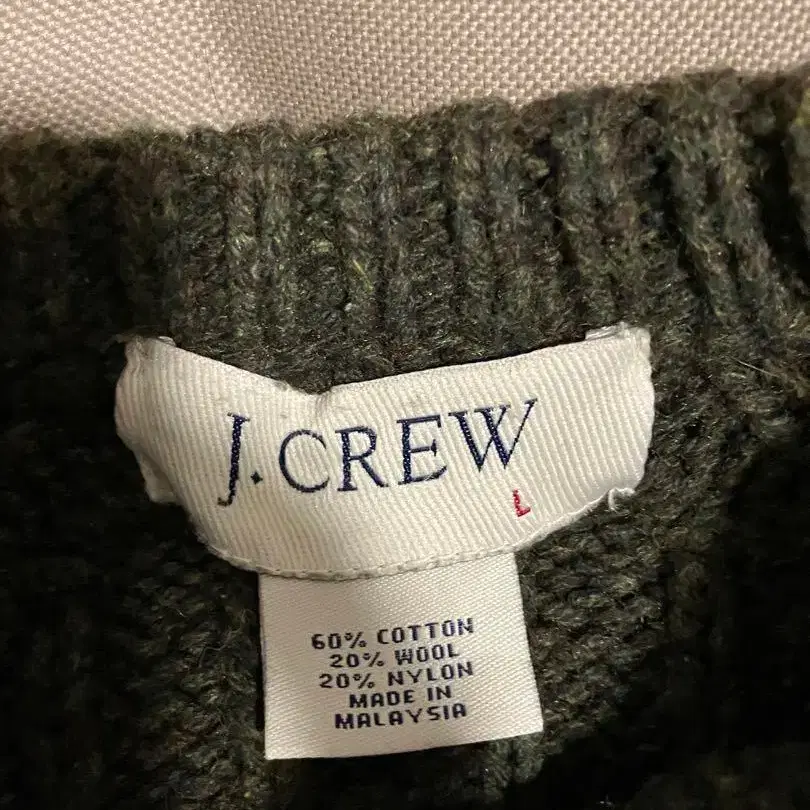 J.CREW
L
60% COTTON
20% WOOL
20% NYLON
MADE IN
MALAYSIA